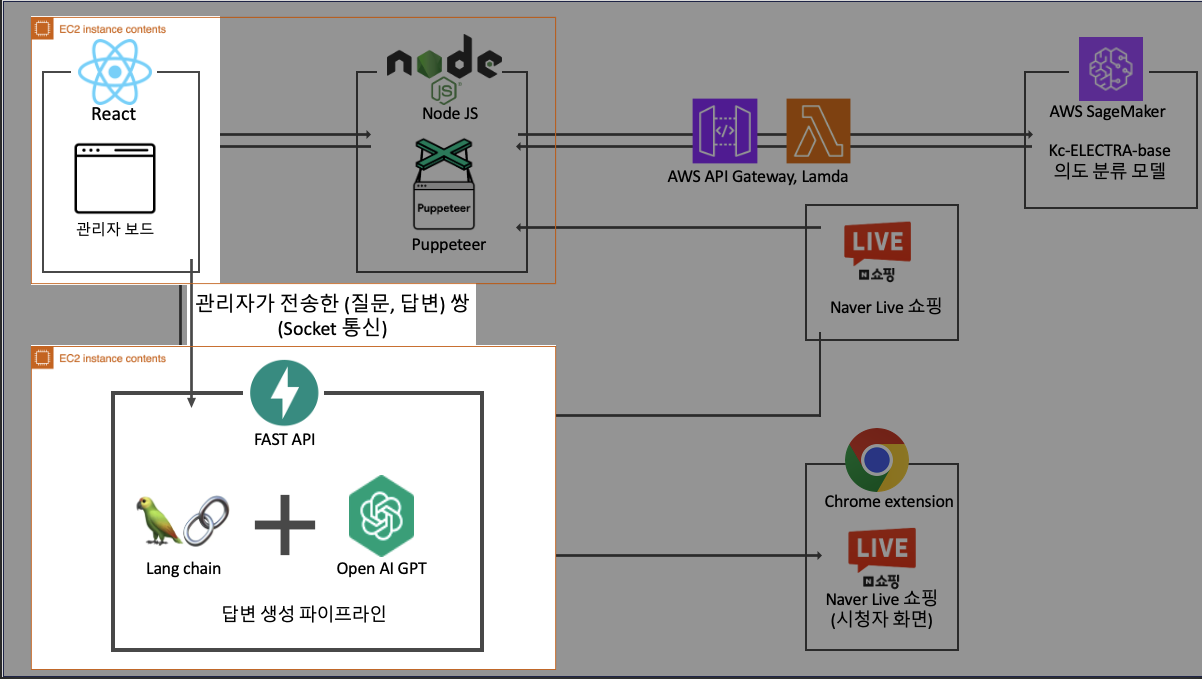 EC2 instance contents
React
관리자 보드
node
JS
Node JS
Puppeteer
Puppeteer
AWS API Gateway, Lamda
AWS SageMaker
Kc-ELECTRA-base
의도 분류 모델
LIVE
N쇼핑
Naver Live 쇼핑
관리자가 전송한 (질문, 답변) 쌍
(Socket 통신)
EC2 instance contents
FAST API
Lang chain
Open AI GPT
답변 생성 파이프라인
Chrome extension
LIVE
N쇼핑
Naver Live 쇼핑
(시청자 화면)